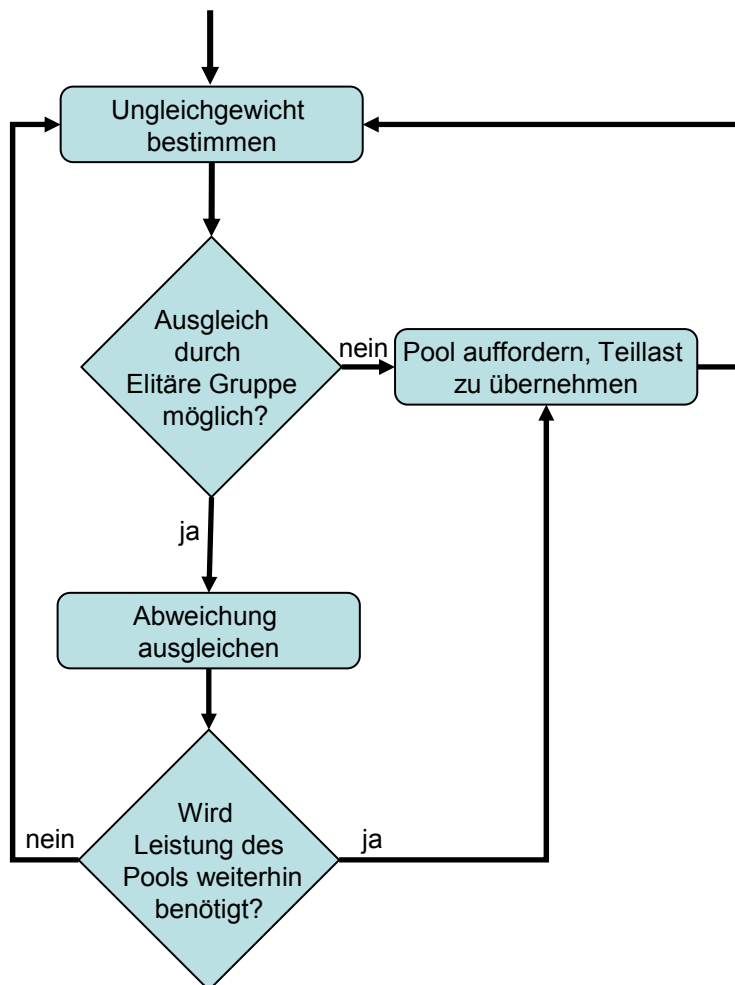 Ungleichgewicht
bestimmen
Ausgleich
durch
Elitäre Gruppe
möglich?
nein
Pool auffordern, Teillast
zu übernehmen
ja
Abweichung
ausgleichen
Wird
Leistung des
Pools weiterhin
benötigt?
nein
ja